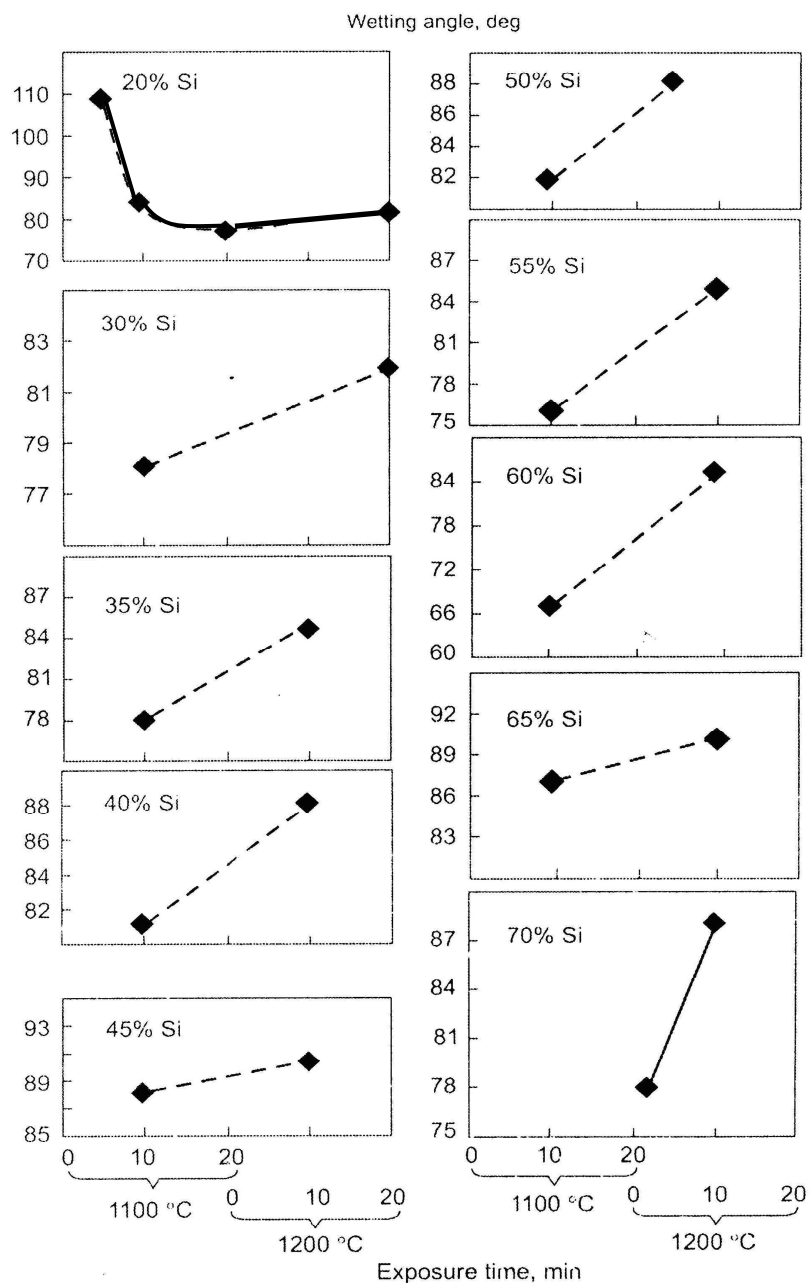 Wetting angle, deg
20% Si
110
100
90
80
70
30% Si
83
81
79
77
35% Si
87
84
81
78
40% Si
88
86
84
82
45% Si
93
89
85
0 10 20
1100 °C
0 10 20
1200 °C
50% Si
88
86
84
82
55% Si
87
84
81
78
75
60% Si
84
78
72
66
60
65% Si
92
89
86
83
70% Si
87
84
81
78
75
0 10 20
1100 °C
0 10 20
1200 °C
Exposure time, min